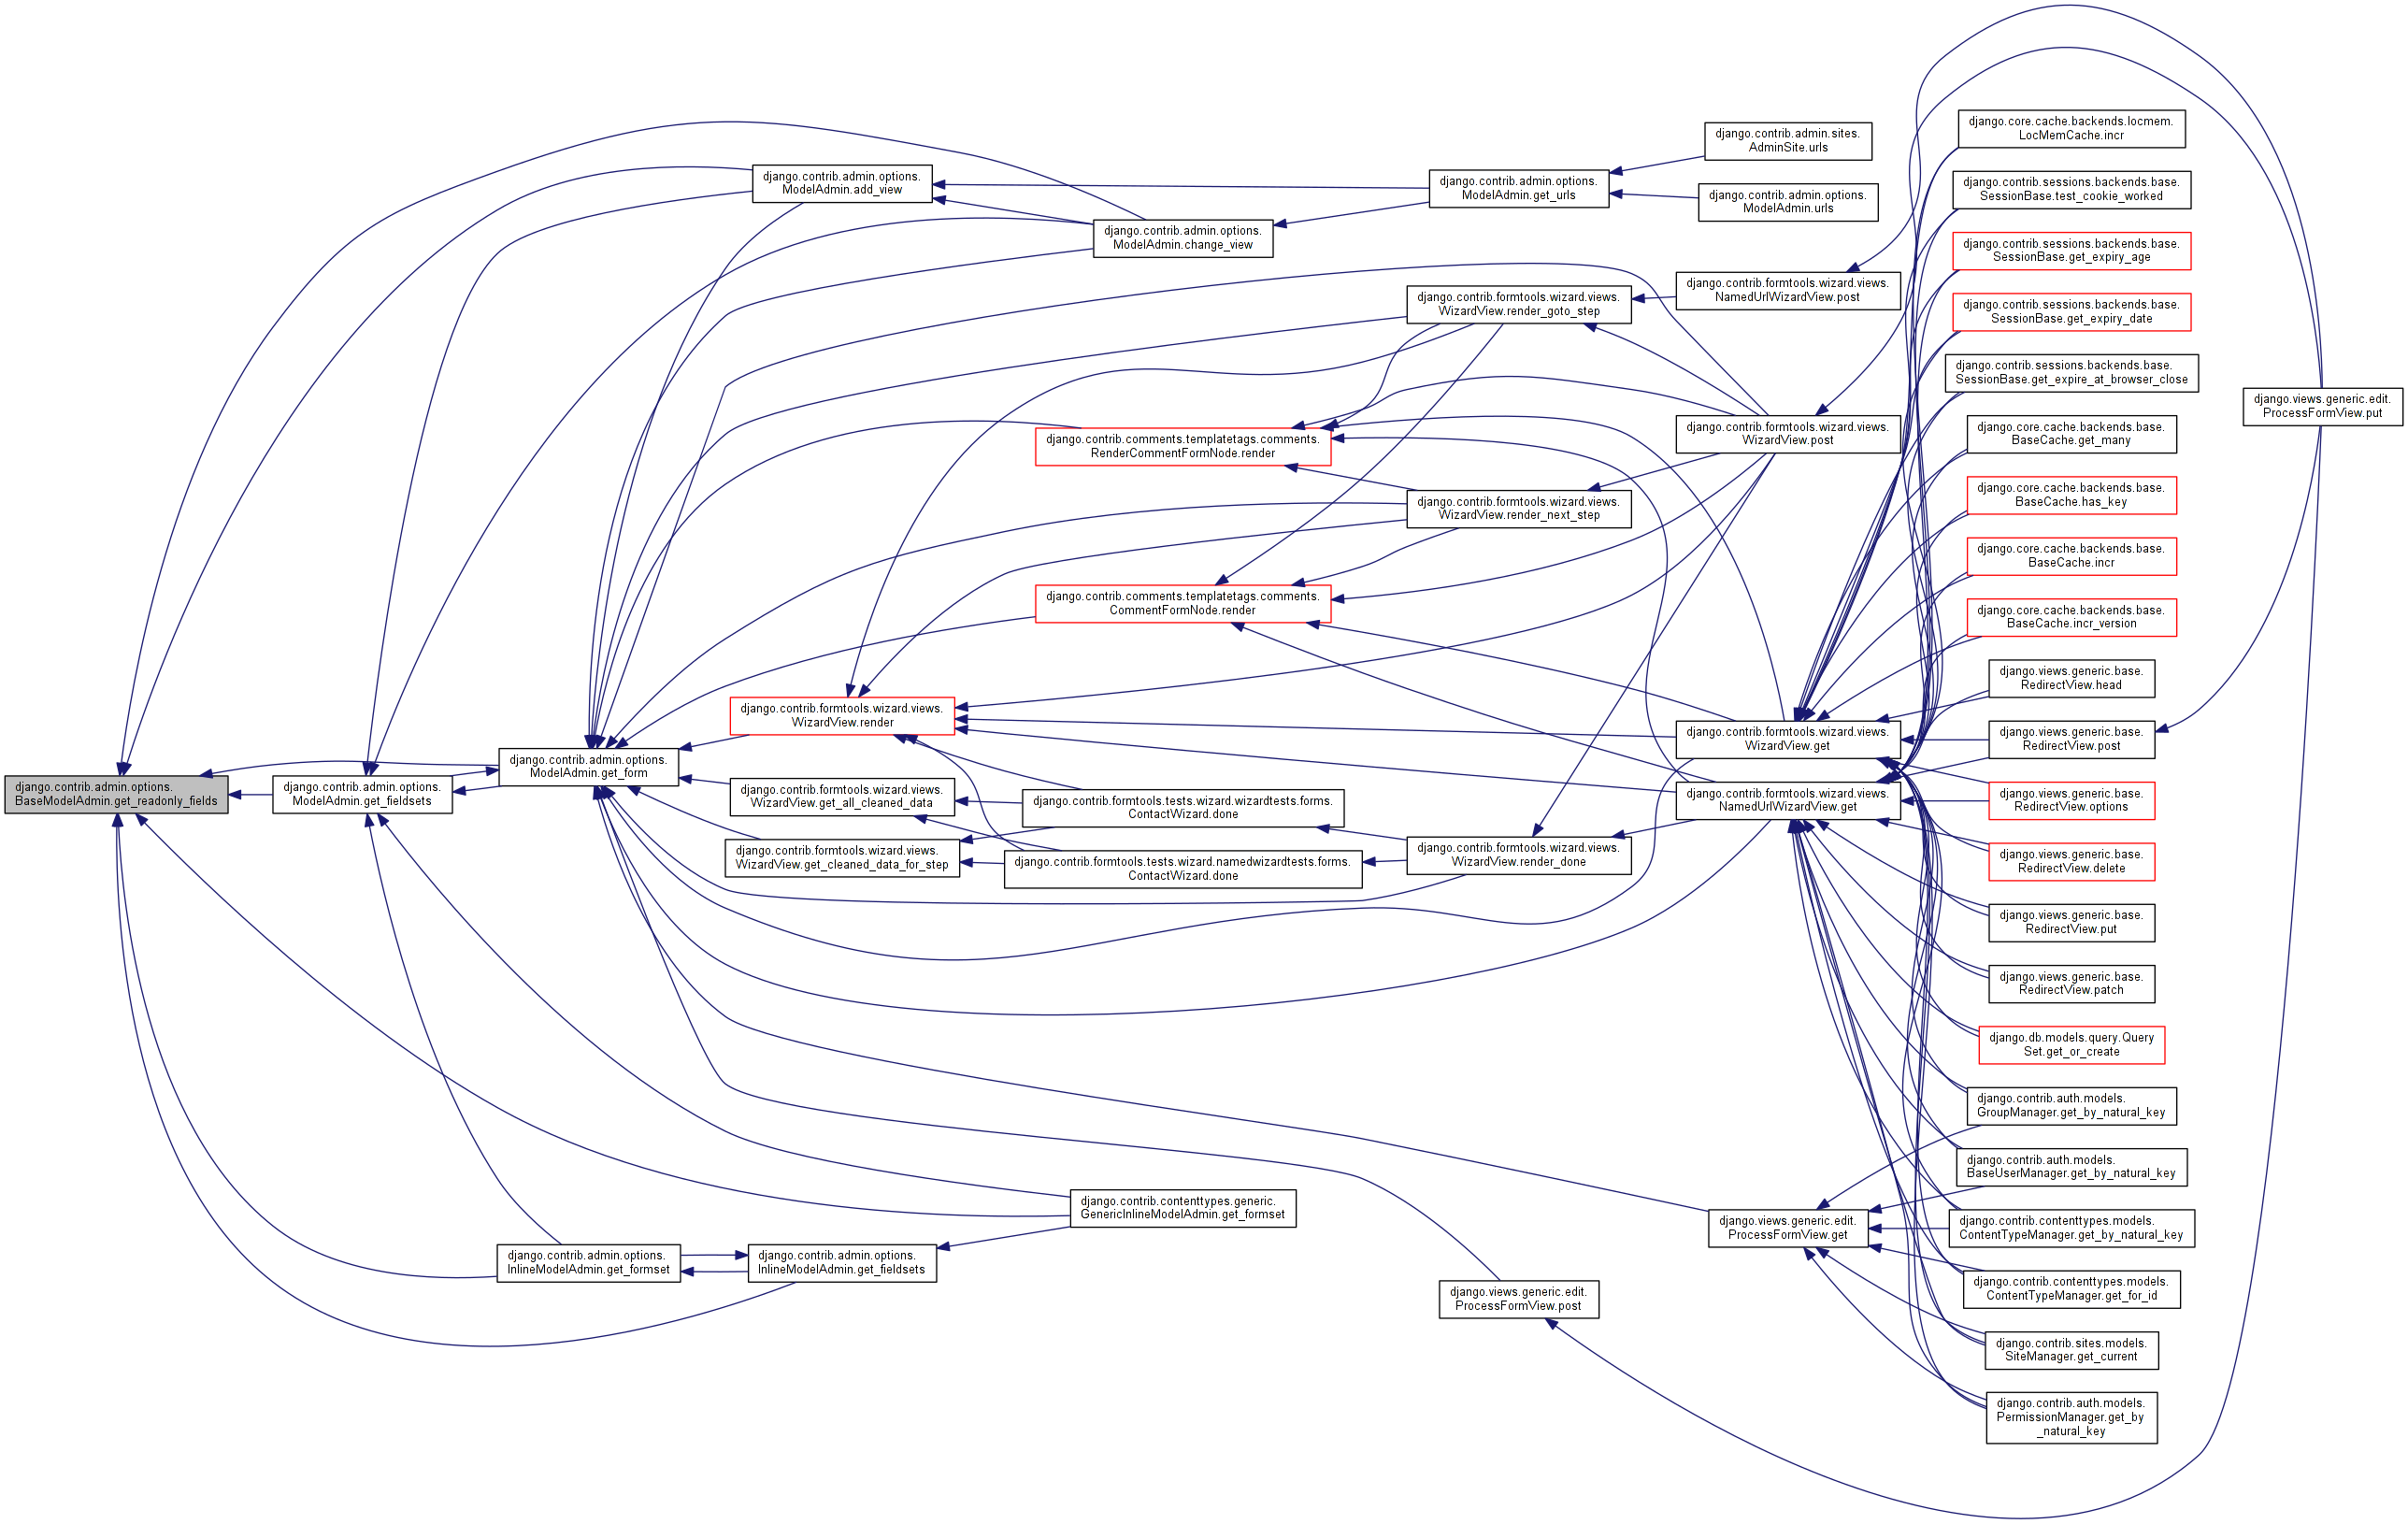 django.contrib.admin.options.
BaseModelAdmin.get_readonly_fields
django.contrib.admin.options.
ModelAdmin.get_fieldsets
django.contrib.admin.options.
ModelAdmin.get_form
django.contrib.admin.options.
InlineModelAdmin.get_formset
django.contrib.admin.options.
ModelAdmin.add_view
django.contrib.formtools.wizard.views.
WizardView.render
django.contrib.formtools.wizard.views.
WizardView.get_all_cleaned_data
django.contrib.formtools.wizard.views.
WizardView.get_cleaned_data_for_step
django.contrib.admin.options.
InlineModelAdmin.get_fieldsets
django.contrib.admin.options.
ModelAdmin.change_view
django.contrib.comments.templatetags.comments.
RenderCommentFormNode.render
django.contrib.comments.templatetags.comments.
CommentFormNode.render
django.contrib.formtools.tests.wizard.wizardtests.forms.
ContactWizard.done
django.contrib.formtools.tests.wizard.namedwizardtests.forms.
ContactWizard.done
django.contrib.contenttypes.generic.
GenericInlineModelAdmin.get_formset
django.contrib.admin.options.
ModelAdmin.get_urls
django.contrib.formtools.wizard.views.
WizardView.render_goto_step
django.contrib.formtools.wizard.views.
WizardView.render_next_step
django.contrib.formtools.wizard.views.
WizardView.render_done
django.views.generic.edit.
ProcessFormView.post
django.contrib.admin.sites.
AdminSite.urls
django.contrib.admin.options.
ModelAdmin.urls
django.contrib.formtools.wizard.views.
NamedUrlWizardView.post
django.contrib.formtools.wizard.views.
WizardView.post
django.contrib.formtools.wizard.views.
WizardView.get
django.contrib.formtools.wizard.views.
NamedUrlWizardView.get
django.views.generic.edit.
ProcessFormView.get
django.core.cache.backends.locmem.
LocMemCache.incr
django.contrib.sessions.backends.base.
SessionBase.test_cookie_worked
django.contrib.sessions.backends.base.
SessionBase.get_expiry_age
django.contrib.sessions.backends.base.
SessionBase.get_expiry_date
django.contrib.sessions.backends.base.
SessionBase.get_expire_at_browser_close
django.core.cache.backends.base.
BaseCache.get_many
django.core.cache.backends.base.
BaseCache.has_key
django.core.cache.backends.base.
BaseCache.incr
django.core.cache.backends.base.
BaseCache.incr_version
django.views.generic.base.
RedirectView.head
django.views.generic.base.
RedirectView.post
django.views.generic.base.
RedirectView.options
django.views.generic.base.
RedirectView.delete
django.views.generic.base.
RedirectView.put
django.views.generic.base.
RedirectView.patch
django.db.models.query.Query
Set.get_or_create
django.contrib.auth.models.
GroupManager.get_by_natural_key
django.contrib.auth.models.
BaseUserManager.get_by_natural_key
django.contrib.contenttypes.models.
ContentTypeManager.get_by_natural_key
django.contrib.contenttypes.models.
ContentTypeManager.get_for_id
django.contrib.sites.models.
SiteManager.get_current
django.contrib.auth.models.
PermissionManager.get_by
_natural_key
django.views.generic.edit.
ProcessFormView.put